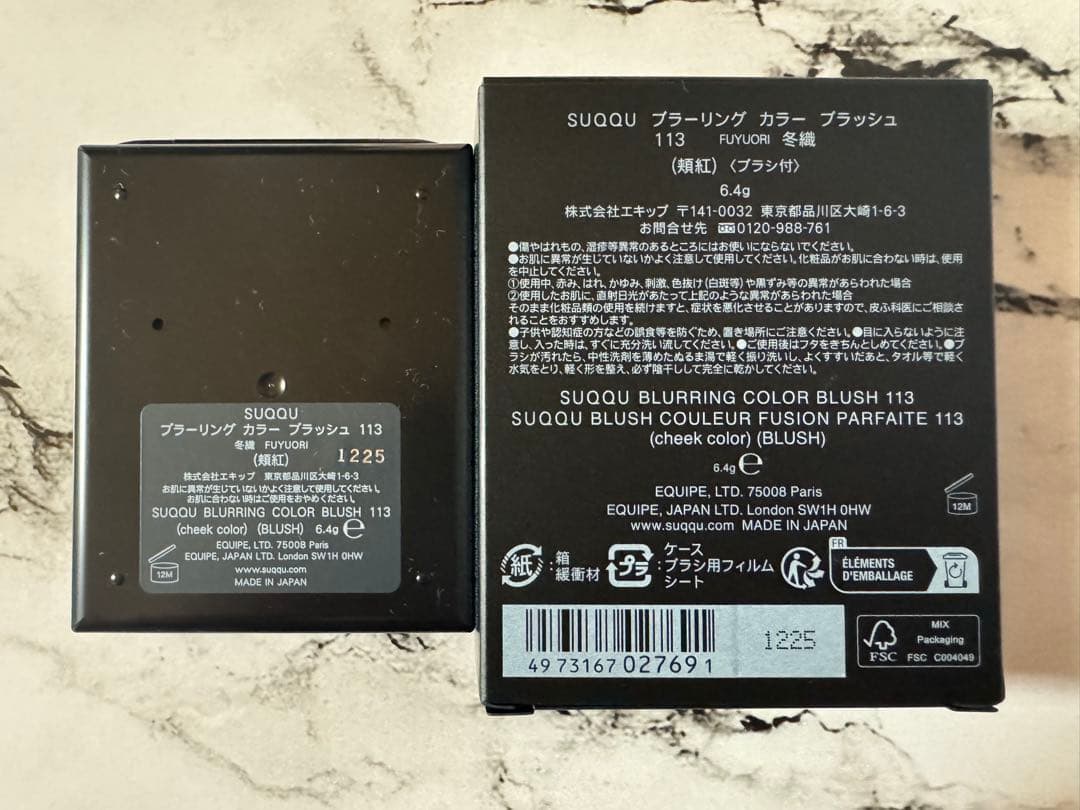 SUQQU
ブラーリング カラー ブラッシュ 113
冬織 FUYUORI
(頬紅) 1225
株式会社エキップ 東京都品川区大崎1-6-3
お肌に異常が生じていないかよく注意して使用してください。
お肌に合わない時はご使用をおやめください。
SUQQU BLURRING COLOR BLUSH 113
(cheek color) (BLUSH) 6.4g ℮
EQUIPE, LTD. 75008 Paris
EQUIPE, JAPAN LTD. London SW1H 0HW
www.suqqu.com
12M
MADE IN JAPAN
SUQQU ブラーリング カラー ブラッシュ
113 FUYUORI 冬織
(頬紅)〈ブラシ付〉
6.4g
株式会社エキップ 〒141-0032 東京都品川区大崎1-6-3
お問合せ先 0120-988-761
●傷やはれもの、湿疹等異常のあるところにはお使いにならないでください。
●お肌に異常が生じていないかよく注意して使用してください。化粧品がお肌に合わない時は、使用
を中止してください。
①使用中、赤み、はれ、かゆみ、刺激、色抜け(白斑等)や黒ずみ等の異常があらわれた場合
②使用したお肌に、直射日光があたって上記のような異常があらわれた場合
そのまま化粧品類の使用を続けますと、症状を悪化させることがありますので、皮ふ科医にご相談さ
れることをおすすめします。
●子供や認知症の方などの誤食等を防ぐため、置き場所にご注意ください。●目に入らないように注
意し、入った時は、すぐに充分洗い流してください。●ご使用後はフタをきちんとしめてください。●ブ
ラシが汚れたら、中性洗剤を薄めたぬるま湯で軽く振り洗いし、よくすすいだあと、タオル等で軽く
水気をとり、軽く形を整え、必ず陰干しして完全に乾かしてください。
SUQQU BLURRING COLOR BLUSH 113
SUQQU BLUSH COULEUR FUSION PARFAITE 113
(cheek color) (BLUSH)
6.4g ℮
EQUIPE, LTD. 75008 Paris
EQUIPE, JAPAN LTD. London SW1H 0HW
www.suqqu.com MADE IN JAPAN
12M
紙 : 箱
緩衝材
プラ : ケース
ブラシ用フィルム
シート
FR
ÉLÉMENTS
D'EMBALLAGE
4973167027691
1225
FSC
MIX
Packaging
FSC C004049